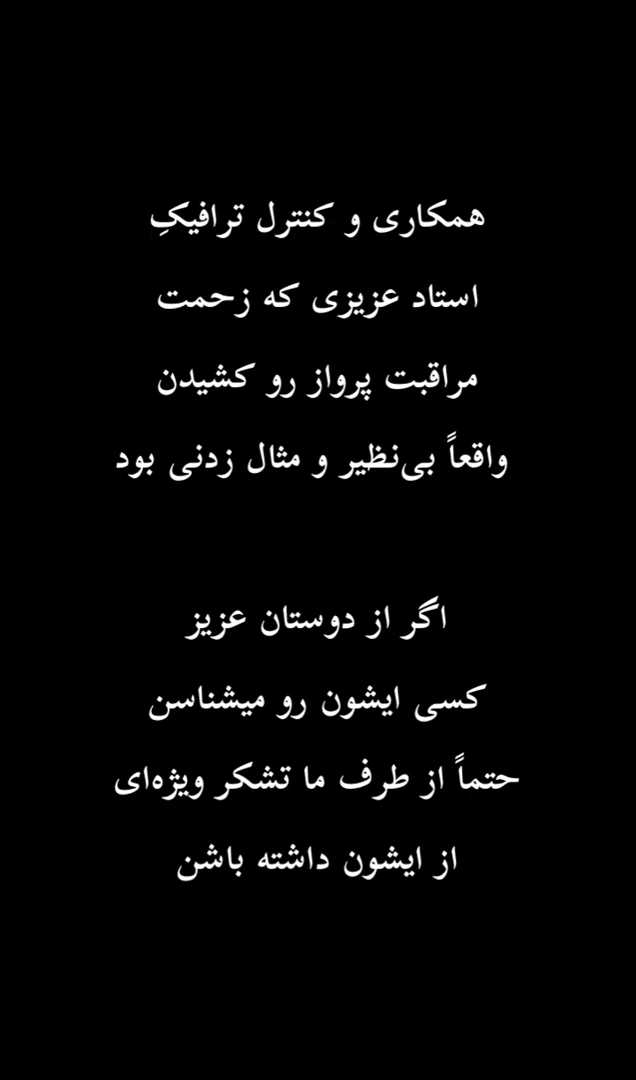 همکاری و کنترل ترافیکِ
استاد عزیزی که زحمت
مراقبت پرواز رو کشیدن
واقعاً بی‌نظیر و مثال زدنی بود
اگر از دوستان عزیز
کسی ایشون رو میشناسن
حتماً از طرف ما تشکر ویژه‌ای
از ایشون داشته باشن